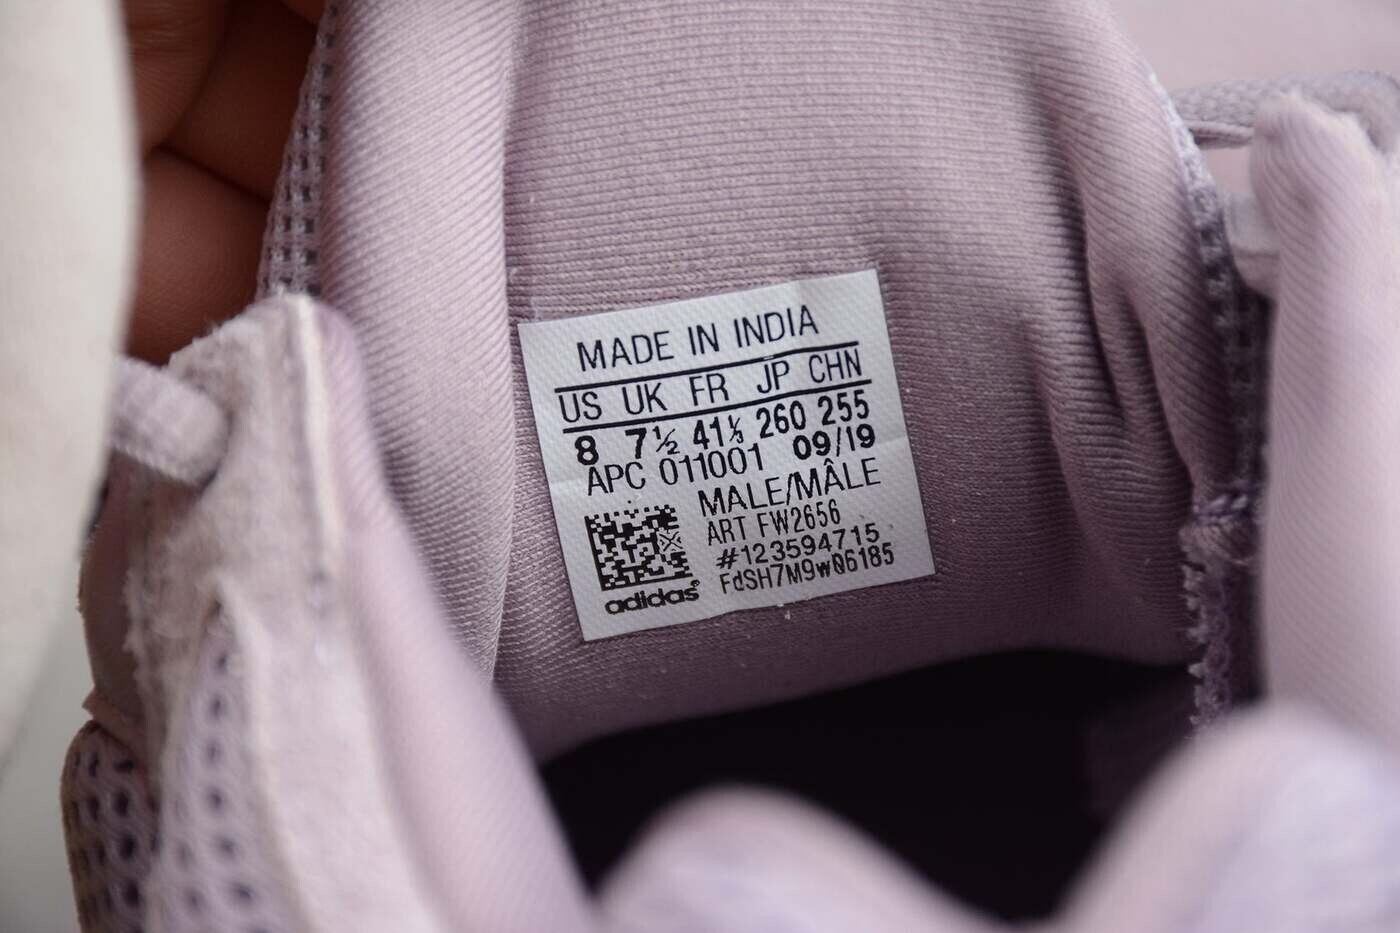 MADE IN INDIA
US UK FR JP CHN
8 7½ 41⅓ 260 255
APC 011001 09/19
MALE/MÂLE
ART FW2656
#123594715
FdSH7M9w06185
adidas®